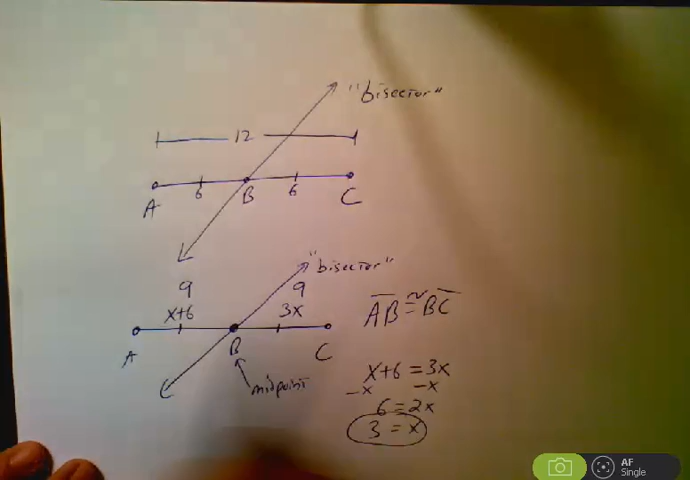 "bisector"
12
6 6
A B C
"bisector"
9 9
x+6 3x
A B C
midpoint
AB ≅ BC
x+6 = 3x
-x -x
6 = 2x
3 = x
AF
Single